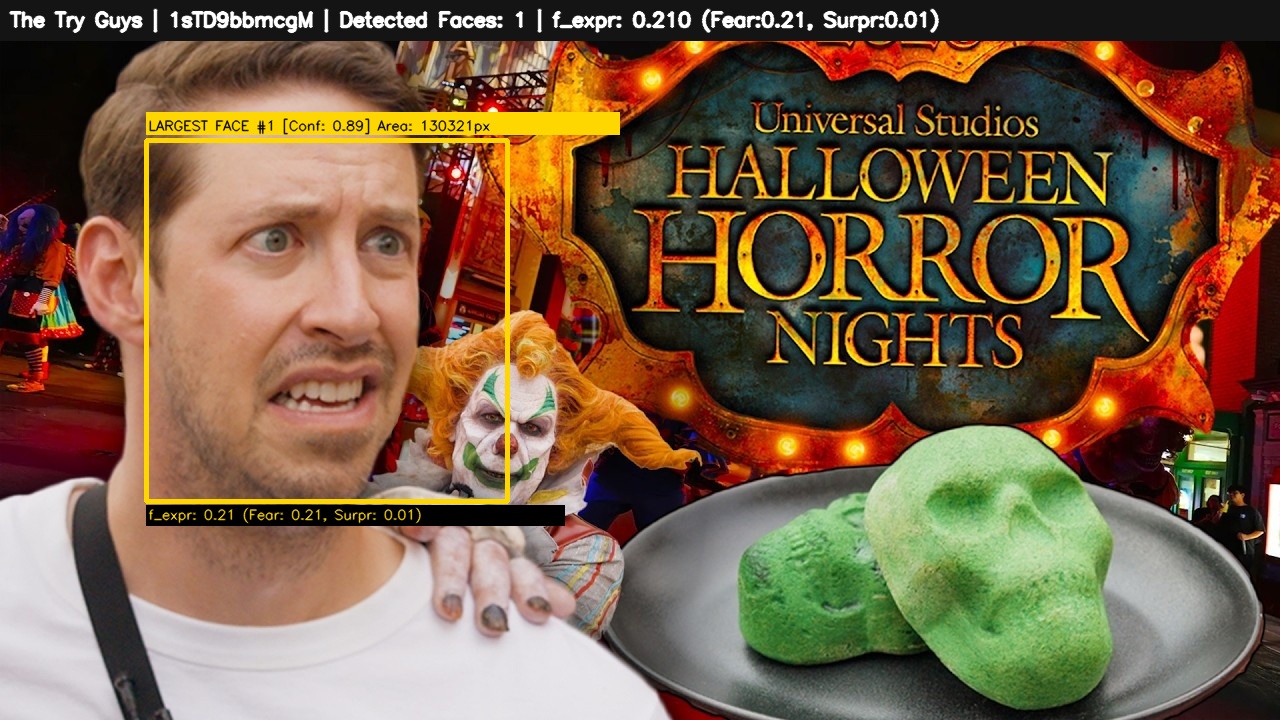 The Try Guys | 1sTD9bbmcgM | Detected Faces: 1 | f_expr: 0.210 (Fear:0.21, Surpr:0.01)
LARGEST FACE #1 [Conf: 0.89] Area: 130321px
Universal Studios
HALLOWEEN
HORROR
NIGHTS
f_expr: 0.21 (Fear: 0.21, Surpr: 0.01)